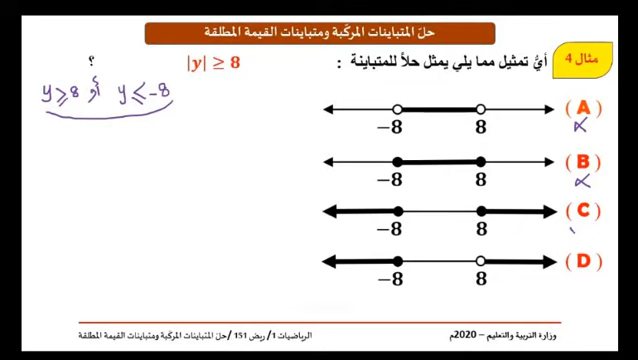 حل المتباينات المركّبة ومتباينات القيمة المطلقة
مثال 4
أيُّ تمثيل مما يلي يمثل حلاً للمتباينة : |y| ≥ 8 ؟
y ≥ 8 أو y ≤ -8
(A) -8 8
(B) -8 8
(C) -8 8
(D) -8 8
وزارة التربية والتعليم – 2020م
الرياضيات 1/ ريض 151 /حل المتباينات المركّبة ومتباينات القيمة المطلقة